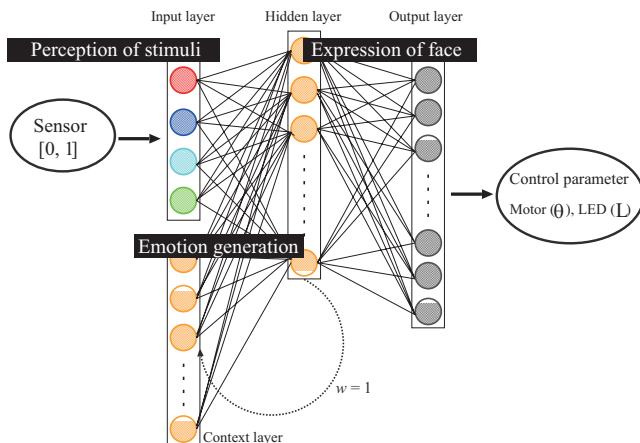 Input layer
Hidden layer
Output layer
Perception of stimuli
Expression of face
Sensor
[0, 1]
Control parameter
Motor (θ), LED (L)
Emotion generation
w = 1
Context layer